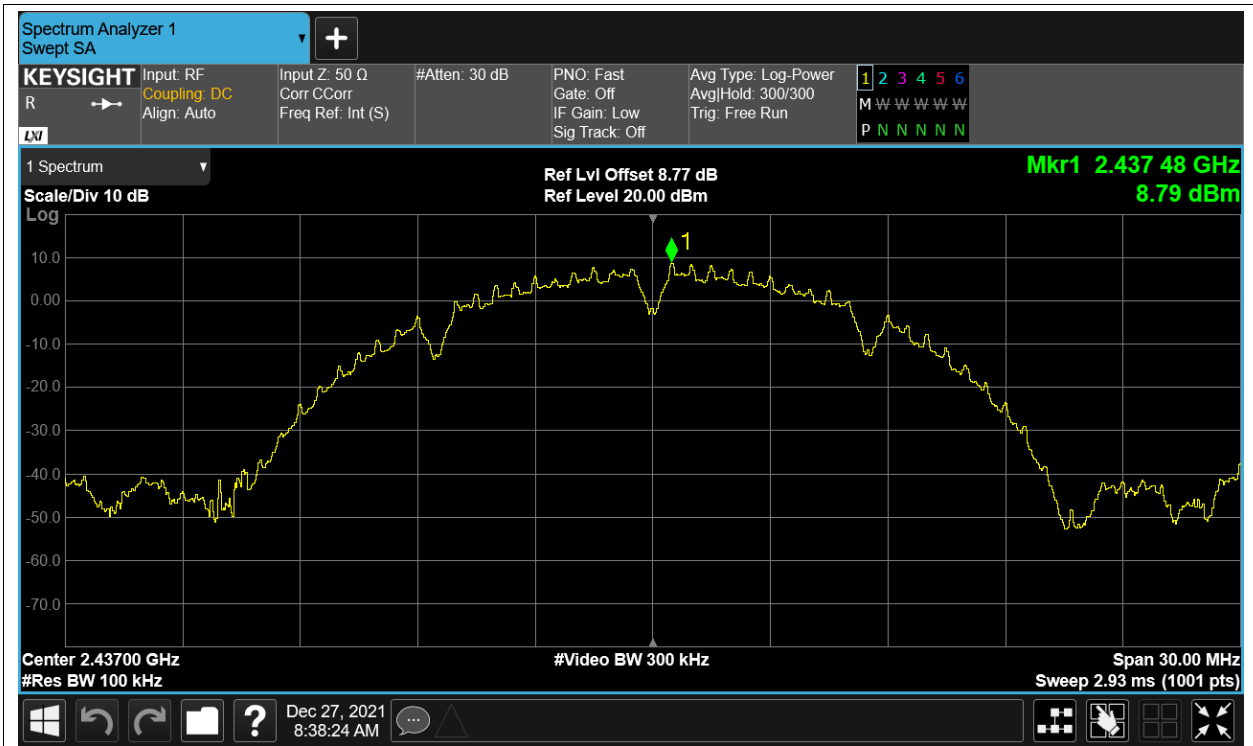 Spectrum Analyzer 1
Swept SA
+
KEYSIGHT
R
LXI
Input: RF
Coupling: DC
Align: Auto
Input Z: 50 Ω
Corr CCorr
Freq Ref: Int (S)
#Atten: 30 dB
PNO: Fast
Gate: Off
IF Gain: Low
Sig Track: Off
Avg Type: Log-Power
Avg|Hold: 300/300
Trig: Free Run
1 2 3 4 5 6
M W W W W W
P N N N N N
1 Spectrum
Scale/Div 10 dB
Log
Ref Lvl Offset 8.77 dB
Ref Level 20.00 dBm
Mkr1 2.437 48 GHz
8.79 dBm
1
10.0
0.00
-10.0
-20.0
-30.0
-40.0
-50.0
-60.0
-70.0
Center 2.43700 GHz
#Res BW 100 kHz
#Video BW 300 kHz
Span 30.00 MHz
Sweep 2.93 ms (1001 pts)
?
Dec 27, 2021
8:38:24 AM